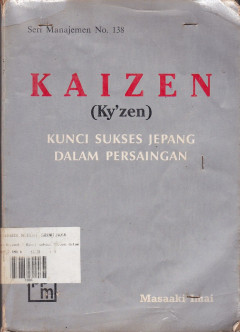 Seri Manajemen No. 138
KAIZEN
(Ky'zen)
KUNCI SUKSES JEPANG
DALAM PERSAINGAN
m
Masaaki Imai